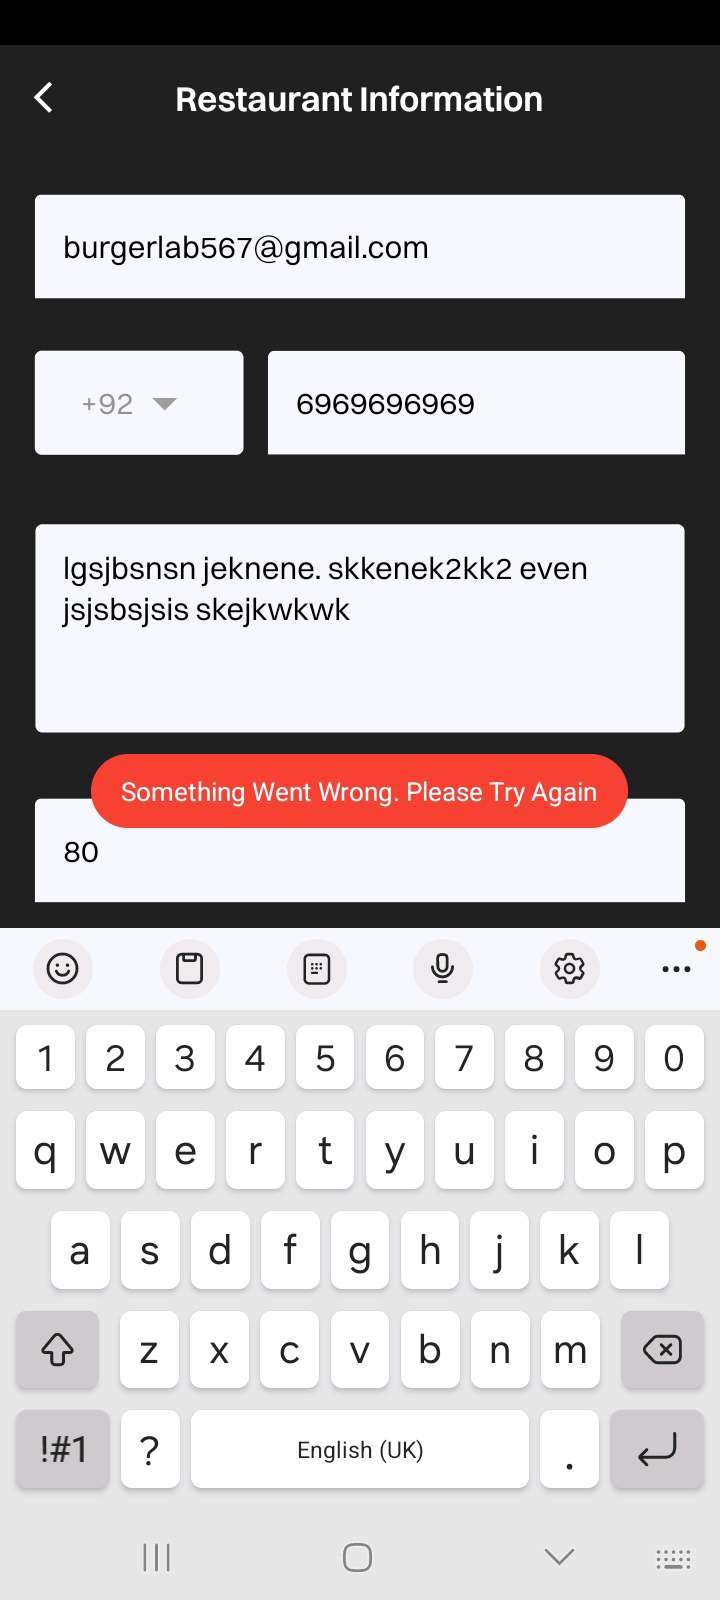 Restaurant Information
burgerlab567@gmail.com
+92
6969696969
lgsjbsnsn jeknene. skkenek2kk2 even
jsjsbsjsis skejkwkwk
Something Went Wrong. Please Try Again
80
1 2 3 4 5 6 7 8 9 0
q w e r t y u i o p
a s d f g h j k l
z x c v b n m
!#1 ? English (UK) .